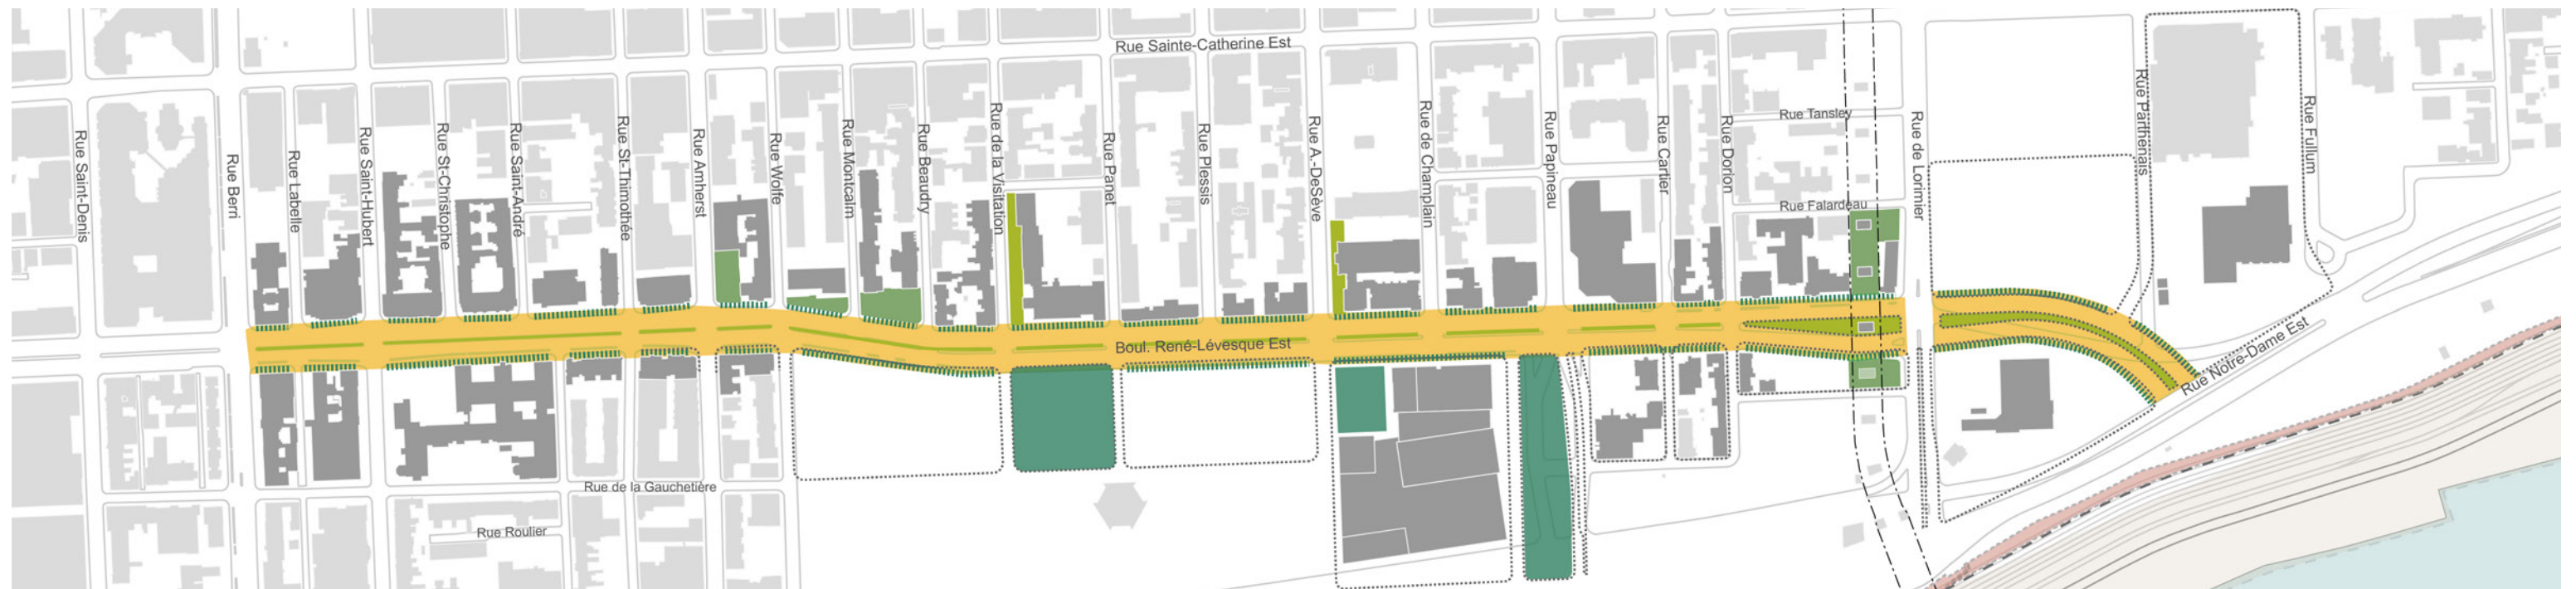 Rue Sainte-Catherine Est
Rue Saint-Denis
Rue Berri
Rue Labelle
Rue Saint-Hubert
Rue St-Christophe
Rue Saint-André
Rue St-Thimothée
Rue Amherst
Rue Wolfe
Rue Montcalm
Rue Beaudry
Rue de la Visitation
Rue Panet
Rue Plessis
Rue A.-DeSève
Rue de Champlain
Rue Papineau
Rue Cartier
Rue Dorion
Rue Tansley
Rue Falardeau
Rue de Lorimier
Rue Parthenais
Rue Fullum
Boul. René-Lévesque Est
Rue Notre-Dame Est
Rue de la Gauchetière
Rue Roulier